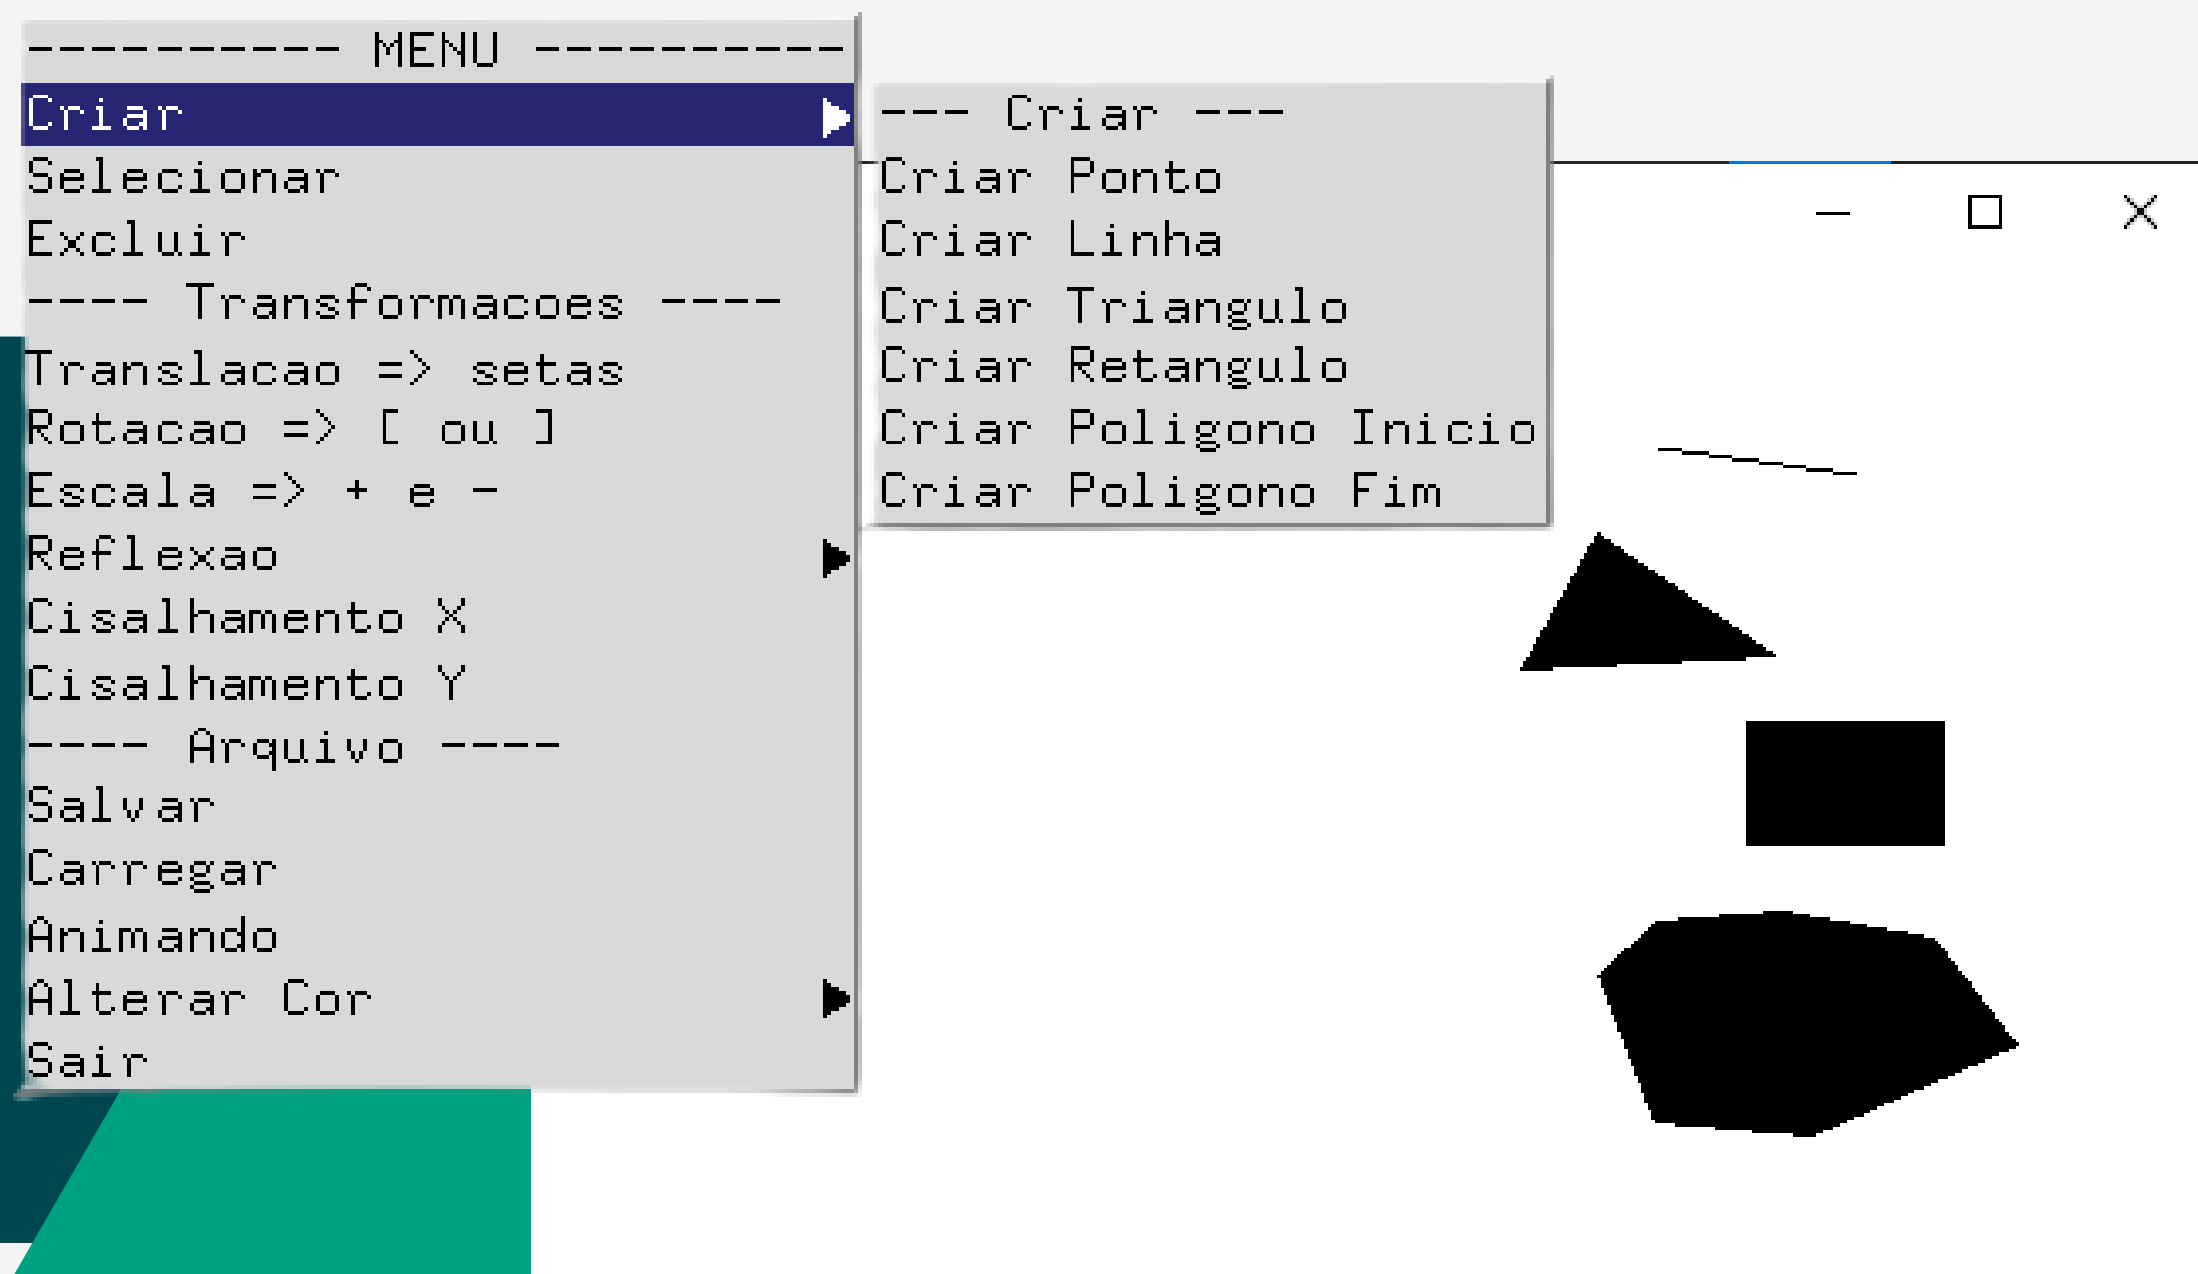 ---------- MENU ----------
Criar
Selecionar
Excluir
---- Transformacoes ----
Translacao => setas
Rotacao => [ ou ]
Escala => + e -
Reflexao
Cisalhamento X
Cisalhamento Y
---- Arquivo ----
Salvar
Carregar
Animando
Alterar Cor
Sair
--- Criar ---
Criar Ponto
Criar Linha
Criar Triangulo
Criar Retangulo
Criar Poligono Inicio
Criar Poligono Fim